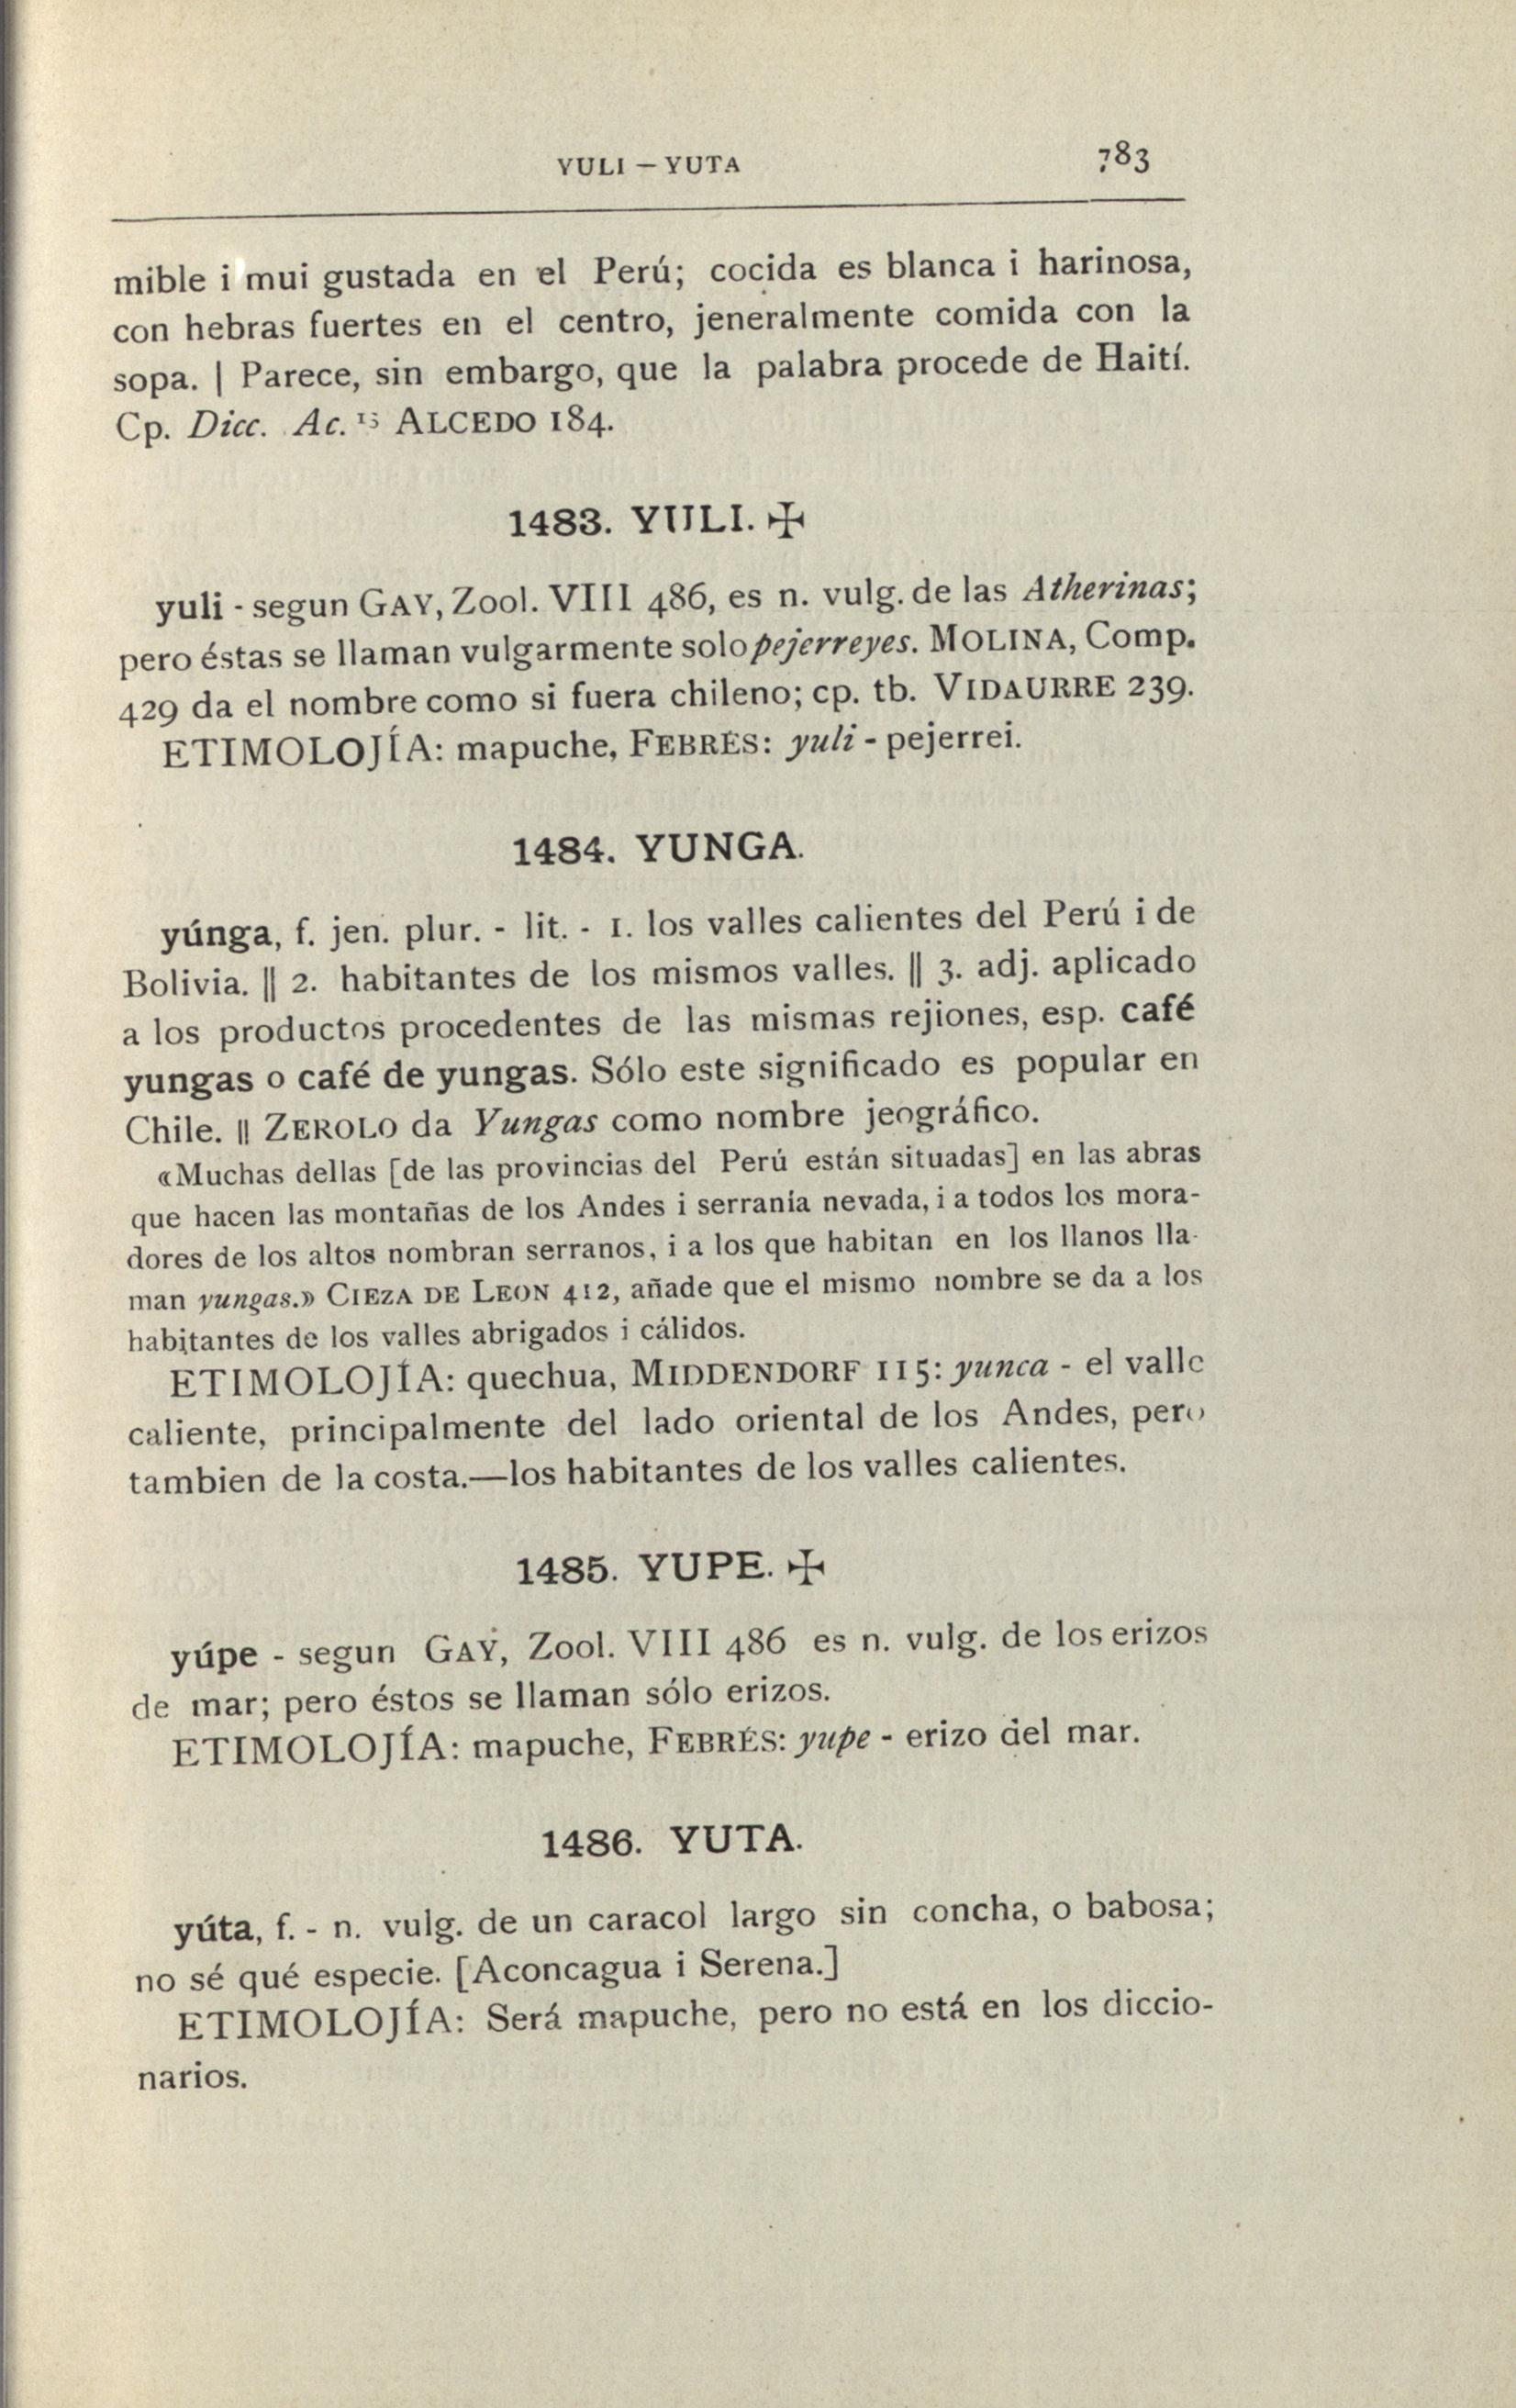 YULI — YUTA 783
mible i mui gustada en el Perú; cocida es blanca i harinosa,
con hebras fuertes en el centro, jeneralmente comida con la
sopa. | Parece, sin embargo, que la palabra procede de Haití.
Cp. Dicc. Ac. 13 ALCEDO 184.
1483. YULI. ✠
yuli - segun GAY, Zool. VIII 486, es n. vulg. de las Atherinas;
pero éstas se llaman vulgarmente solo pejerreyes. MOLINA, Comp.
429 da el nombre como si fuera chileno; cp. tb. VIDAURRE 239.
ETIMOLOJÍA: mapuche, FEBRÉS: yuli - pejerrei.
1484. YUNGA.
yúnga, f. jen. plur. - lit. - 1. los valles calientes del Perú i de
Bolivia. || 2. habitantes de los mismos valles. || 3. adj. aplicado
a los productos procedentes de las mismas rejiones, esp. café
yungas o café de yungas. Sólo este significado es popular en
Chile. || ZEROLO da Yungas como nombre jeográfico.
«Muchas dellas [de las provincias del Perú están situadas] en las abras
que hacen las montañas de los Andes i serranía nevada, i a todos los mora-
dores de los altos nombran serranos, i a los que habitan en los llanos lla-
man yungas.» CIEZA DE LEON 412, añade que el mismo nombre se da a los
habitantes de los valles abrigados i cálidos.
ETIMOLOJÍA: quechua, MIDDENDORF 115: yunca - el valle
caliente, principalmente del lado oriental de los Andes, pero
tambien de la costa.—los habitantes de los valles calientes.
1485. YUPE. ✠
yúpe - segun GAY, Zool. VIII 486 es n. vulg. de los erizos
de mar; pero éstos se llaman sólo erizos.
ETIMOLOJÍA: mapuche, FEBRÉS: yupe - erizo del mar.
1486. YUTA.
yúta, f. - n. vulg. de un caracol largo sin concha, o babosa;
no sé qué especie. [Aconcagua i Serena.]
ETIMOLOJÍA: Será mapuche, pero no está en los diccio-
narios.